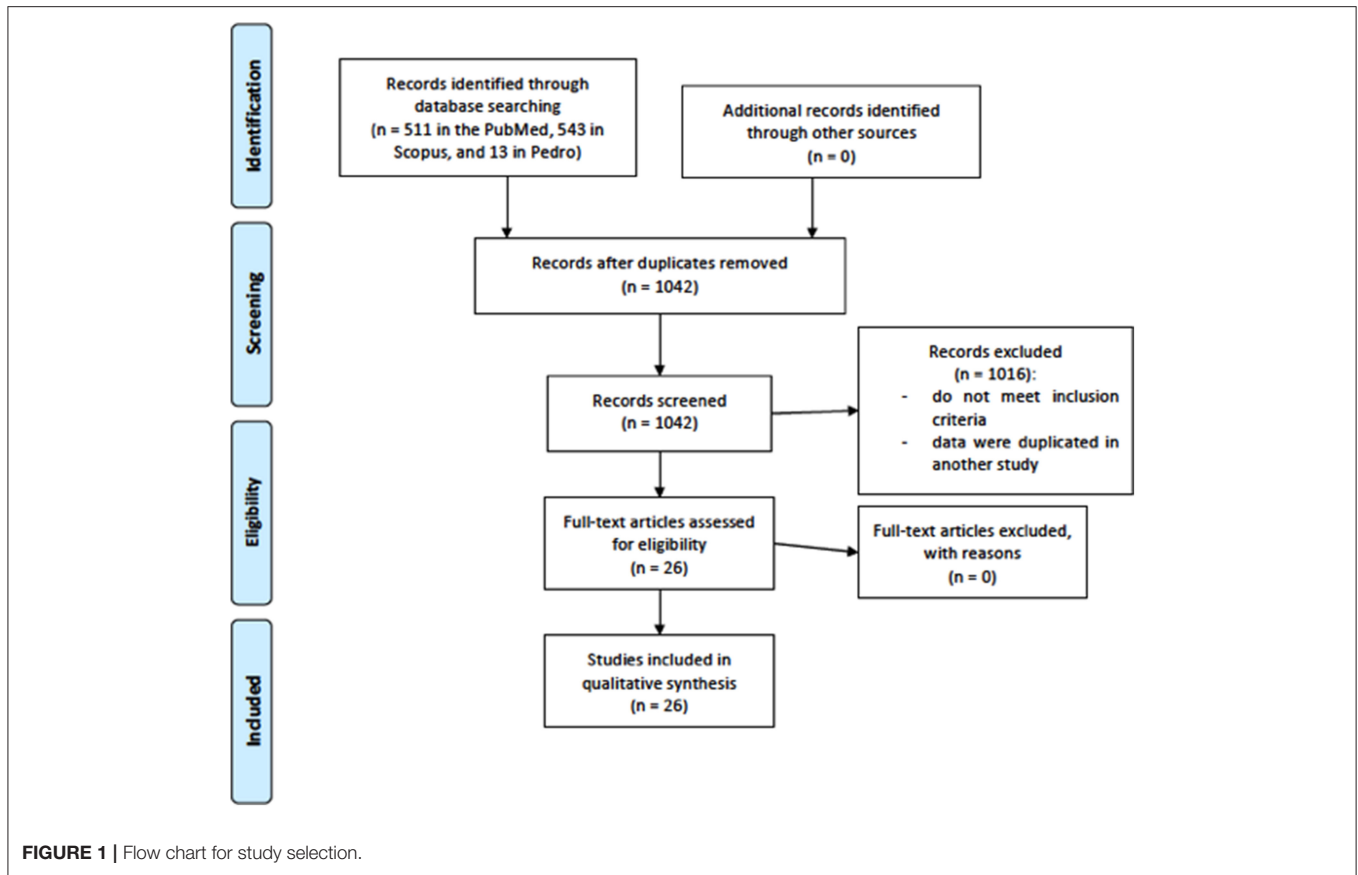 Identification
Records identified through
database searching
(n = 511 in the PubMed, 543 in
Scopus, and 13 in Pedro)
Additional records identified
through other sources
(n = 0)
Screening
Records after duplicates removed
(n = 1042)
Records screened
(n = 1042)
Records excluded
(n = 1016):
- do not meet inclusion
criteria
- data were duplicated in
another study
Eligibility
Full-text articles assessed
for eligibility
(n = 26)
Full-text articles excluded,
with reasons
(n = 0)
Included
Studies included in
qualitative synthesis
(n = 26)
FIGURE 1 | Flow chart for study selection.